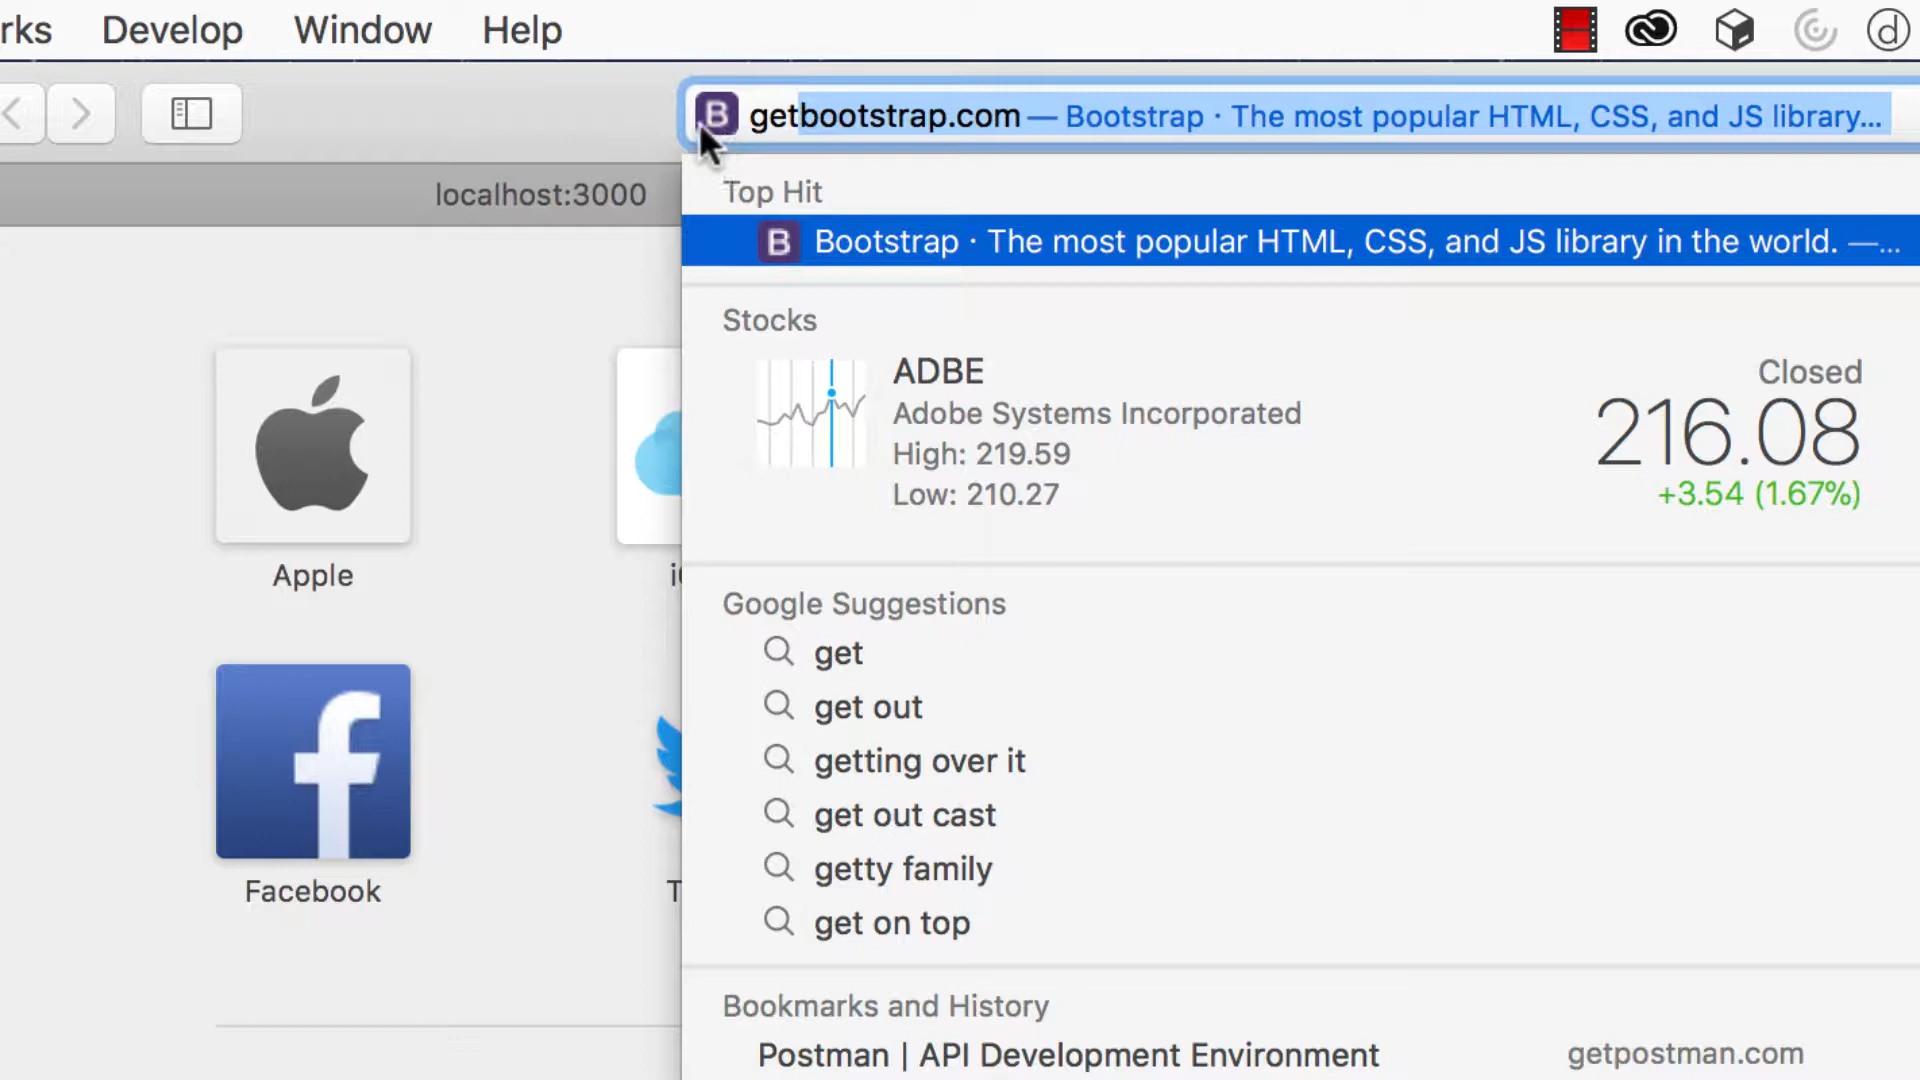 rks Develop Window Help
getbootstrap.com — Bootstrap · The most popular HTML, CSS, and JS library...
localhost:3000
Top Hit
Bootstrap · The most popular HTML, CSS, and JS library in the world. —...
Stocks
ADBE
Adobe Systems Incorporated
High: 219.59
Low: 210.27
Closed
216.08
+3.54 (1.67%)
Apple
Google Suggestions
get
get out
getting over it
get out cast
getty family
get on top
Facebook
T
Bookmarks and History
Postman | API Development Environment getpostman.com